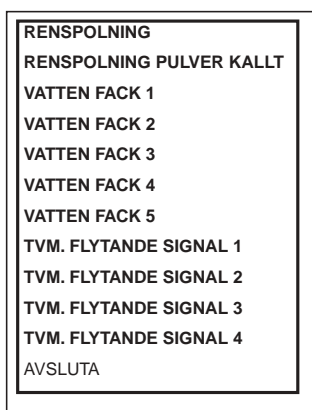 RENSPOLNING
RENSPOLNING PULVER KALLT
VATTEN FACK 1
VATTEN FACK 2
VATTEN FACK 3
VATTEN FACK 4
VATTEN FACK 5
TVM. FLYTANDE SIGNAL 1
TVM. FLYTANDE SIGNAL 2
TVM. FLYTANDE SIGNAL 3
TVM. FLYTANDE SIGNAL 4
AVSLUTA